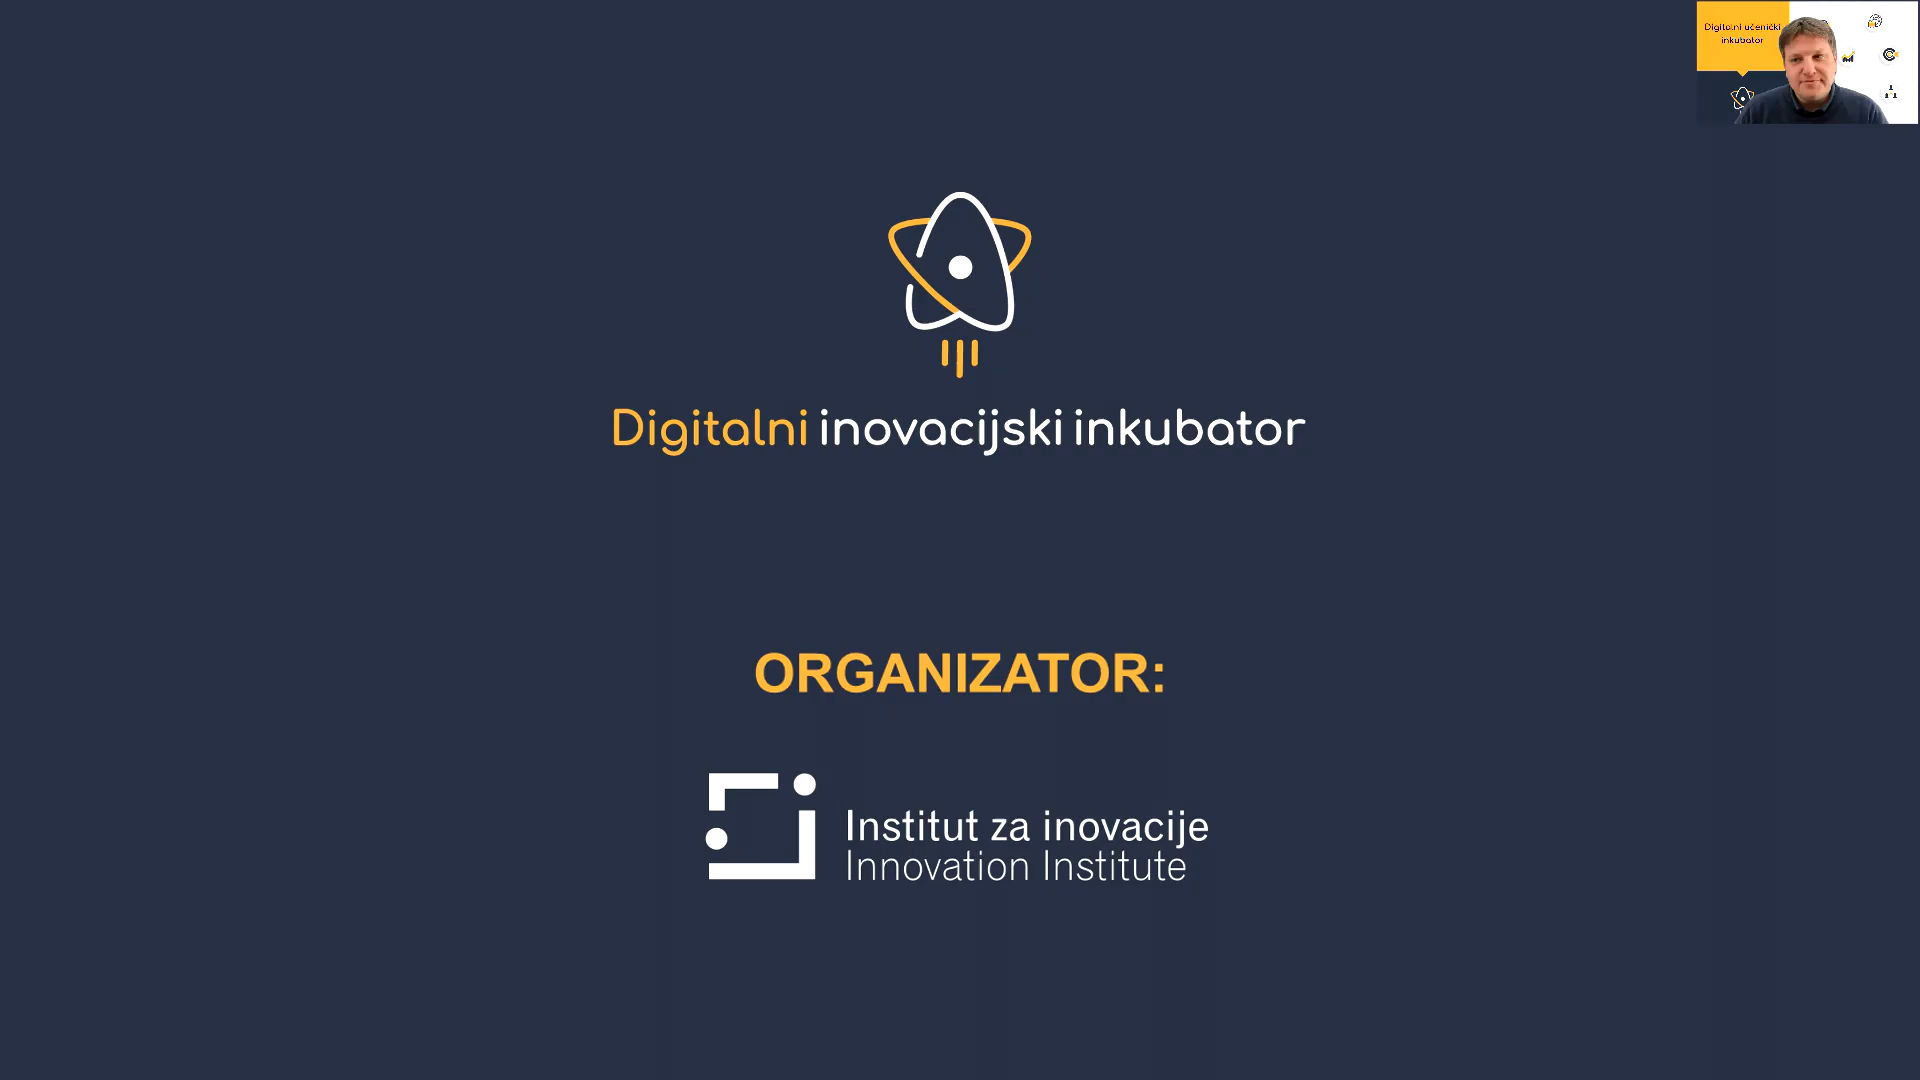 Digitalni učenički
inkubator
Digitalni inovacijski inkubator
ORGANIZATOR:
Institut za inovacije
Innovation Institute